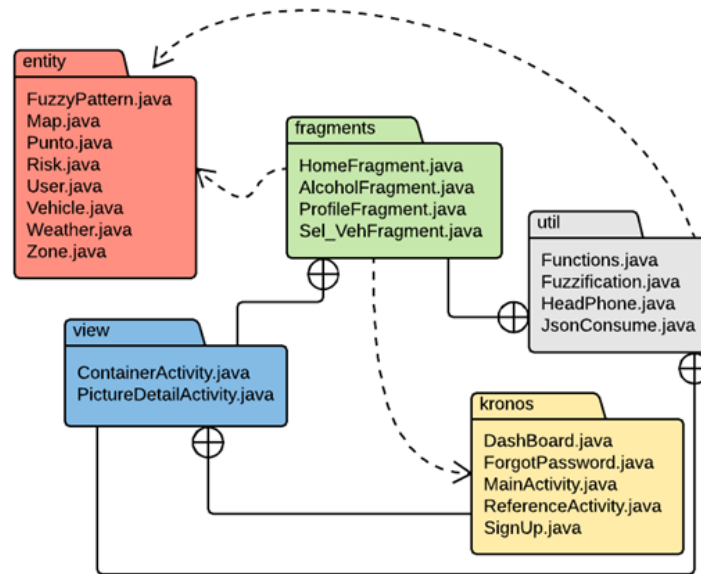 entity
FuzzyPattern.java
Map.java
Punto.java
Risk.java
User.java
Vehicle.java
Weather.java
Zone.java
fragments
HomeFragment.java
AlcoholFragment.java
ProfileFragment.java
Sel_VehFragment.java
util
Functions.java
Fuzzification.java
HeadPhone.java
JsonConsume.java
view
ContainerActivity.java
PictureDetailActivity.java
kronos
DashBoard.java
ForgotPassword.java
MainActivity.java
ReferenceActivity.java
SignUp.java